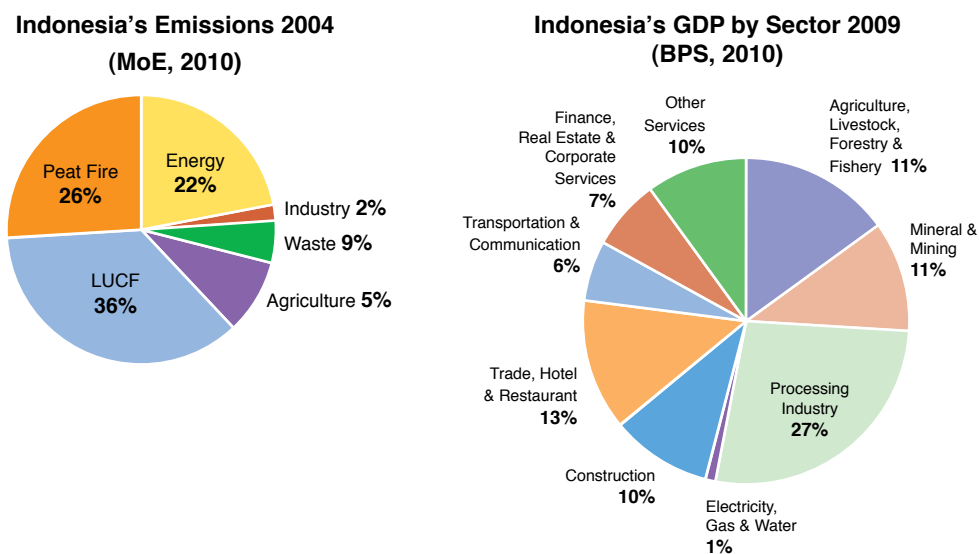 Indonesia's Emissions 2004
(MoE, 2010)
Peat Fire
26%
Energy
22%
Industry 2%
Waste 9%
Agriculture 5%
LUCF
36%
Indonesia's GDP by Sector 2009
(BPS, 2010)
Other
Services
10%
Agriculture,
Livestock,
Forestry &
Fishery 11%
Finance,
Real Estate &
Corporate
Services
7%
Mineral &
Mining
11%
Transportation &
Communication
6%
Trade, Hotel
& Restaurant
13%
Processing
Industry
27%
Construction
10%
Electricity,
Gas & Water
1%